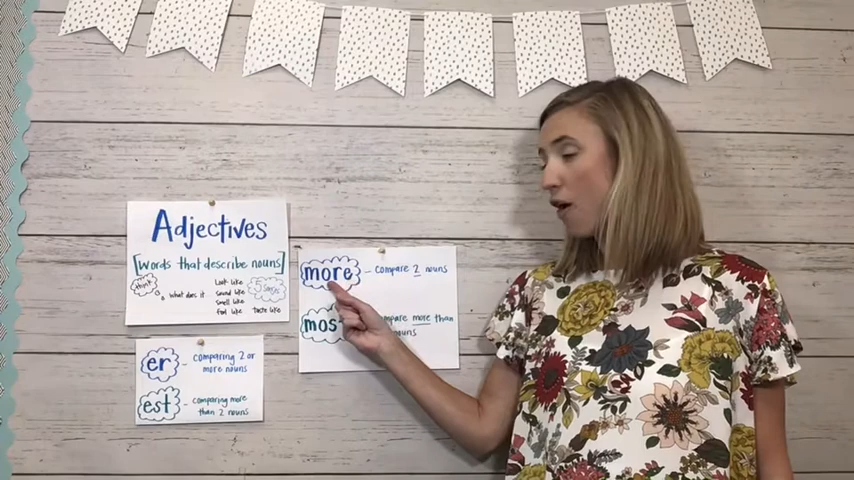 Adjectives
[words that describe nouns]
think
what does it
Look like
Sound like
Smell like
feel like
taste like
5 senses
more - compare 2 nouns
compare more than
nouns
er - comparing 2 or
more nouns
est - comparing more
than 2 nouns